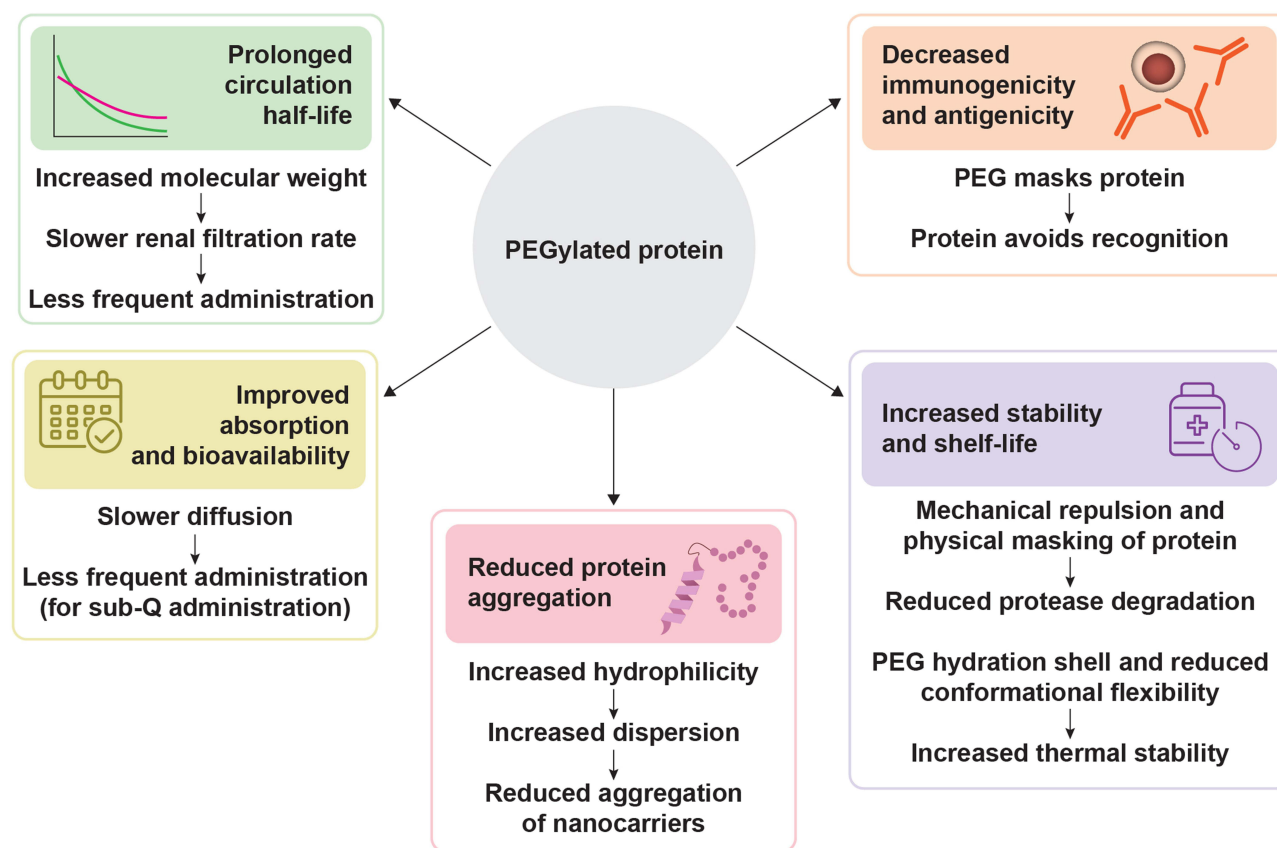 Prolonged
circulation
half-life
Increased molecular weight
Slower renal filtration rate
Less frequent administration
Decreased
immunogenicity
and antigenicity
PEG masks protein
Protein avoids recognition
PEGylated protein
Improved
absorption
and bioavailability
Slower diffusion
Less frequent administration
(for sub-Q administration)
Reduced protein
aggregation
Increased hydrophilicity
Increased dispersion
Reduced aggregation
of nanocarriers
Increased stability
and shelf-life
Mechanical repulsion and
physical masking of protein
Reduced protease degradation
PEG hydration shell and reduced
conformational flexibility
Increased thermal stability